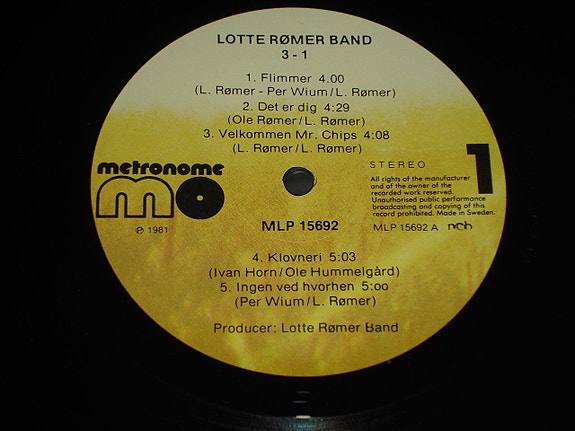 LOTTE RØMER BAND
3 - 1
1. Flimmer 4.00
(L. Rømer - Per Wium / L. Rømer)
2. Det er dig 4:29
(Ole Rømer / L. Rømer)
3. Velkommen Mr. Chips 4:08
(L. Rømer / L. Rømer)
metronome
mo
℗ 1981
STEREO
1
All rights of the manufacturer
and of the owner of the
recorded work reserved.
Unauthorised public performance
broadcasting and copying of this
record prohibited. Made in Sweden.
MLP 15692
MLP 15692 A ncb
4. Klovneri 5:03
(Ivan Horn / Ole Hummelgård)
5. Ingen ved hvorhen 5:oo
(Per Wium / L. Rømer)
Producer: Lotte Rømer Band